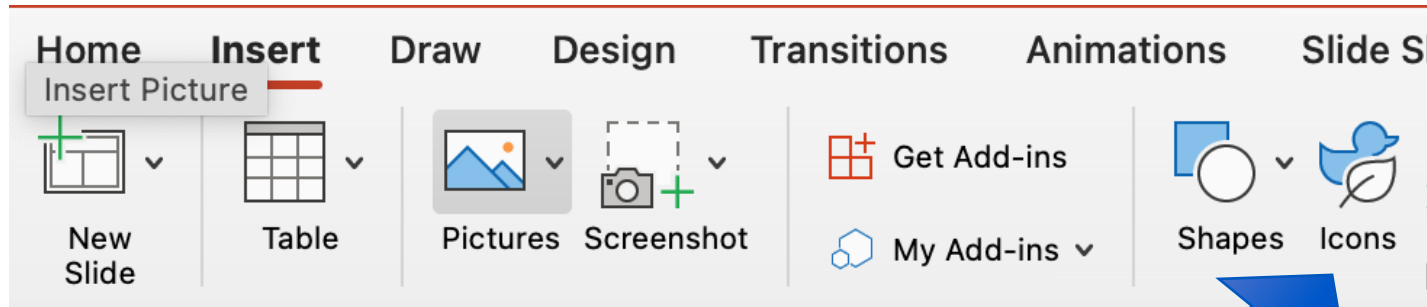 Home Insert Draw Design Transitions Animations Slide
Insert Picture
New Slide
Table
Pictures
Screenshot
Get Add-ins
My Add-ins
Shapes
Icons